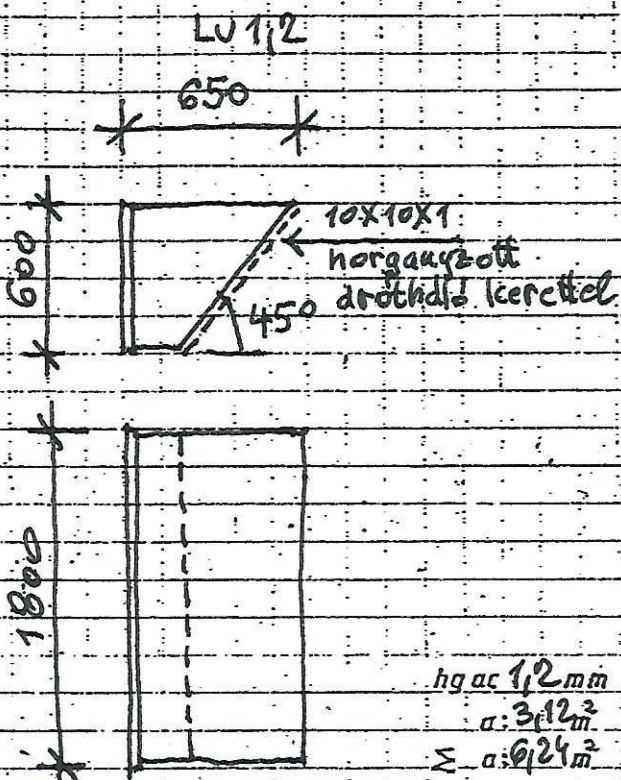 LV 1,2
650
600
10x10x1
horganyzott
drótháló kerettel
45°
1800
hg ac 1,2 mm
a: 3,12 m²
Σ a: 6,24 m²